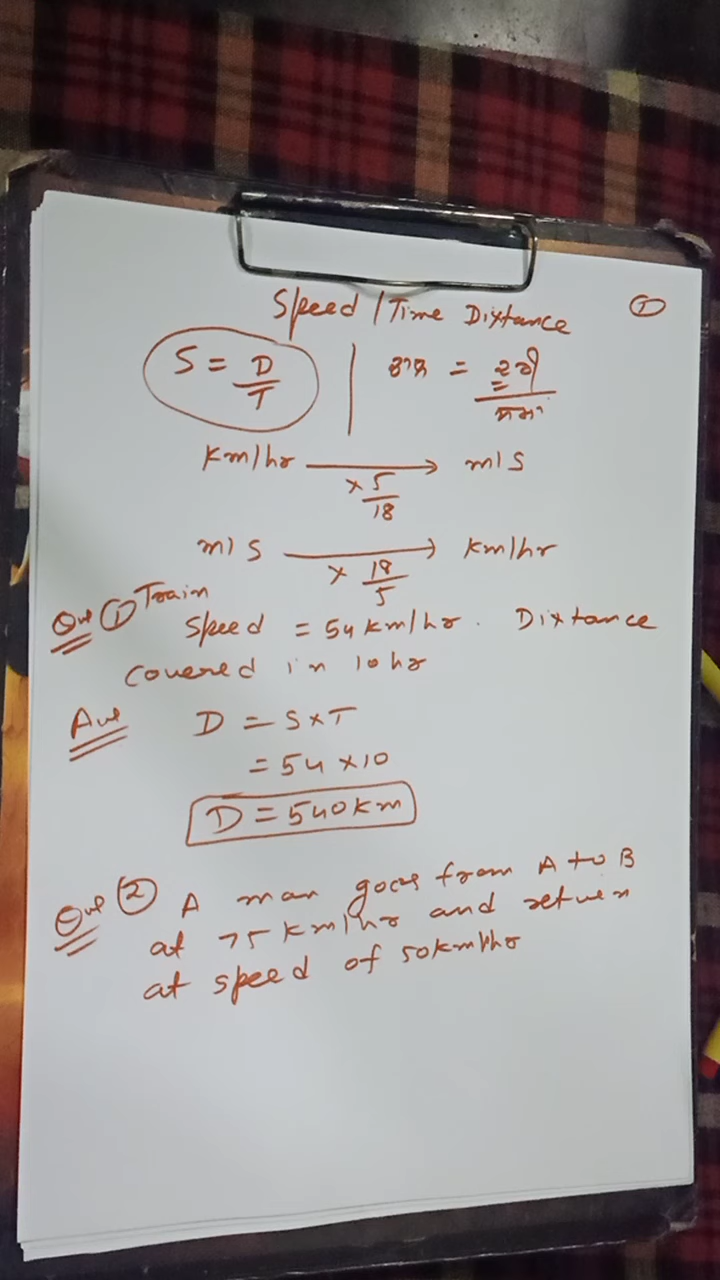 Speed / Time Dixtance
①
S = D/T | चाल = दूरी/समय
Km/hr ⟶ m/s
× 5/18
m/s ⟶ Km/hr
× 18/5
Que ① Train
Speed = 54 km/hr. Dixtance
covered in 10 hr
Ans D = S×T
= 54 × 10
D = 540 km
Que ② A man goes from A to B
at 75 km/hr and return
at speed of 50 km/hr